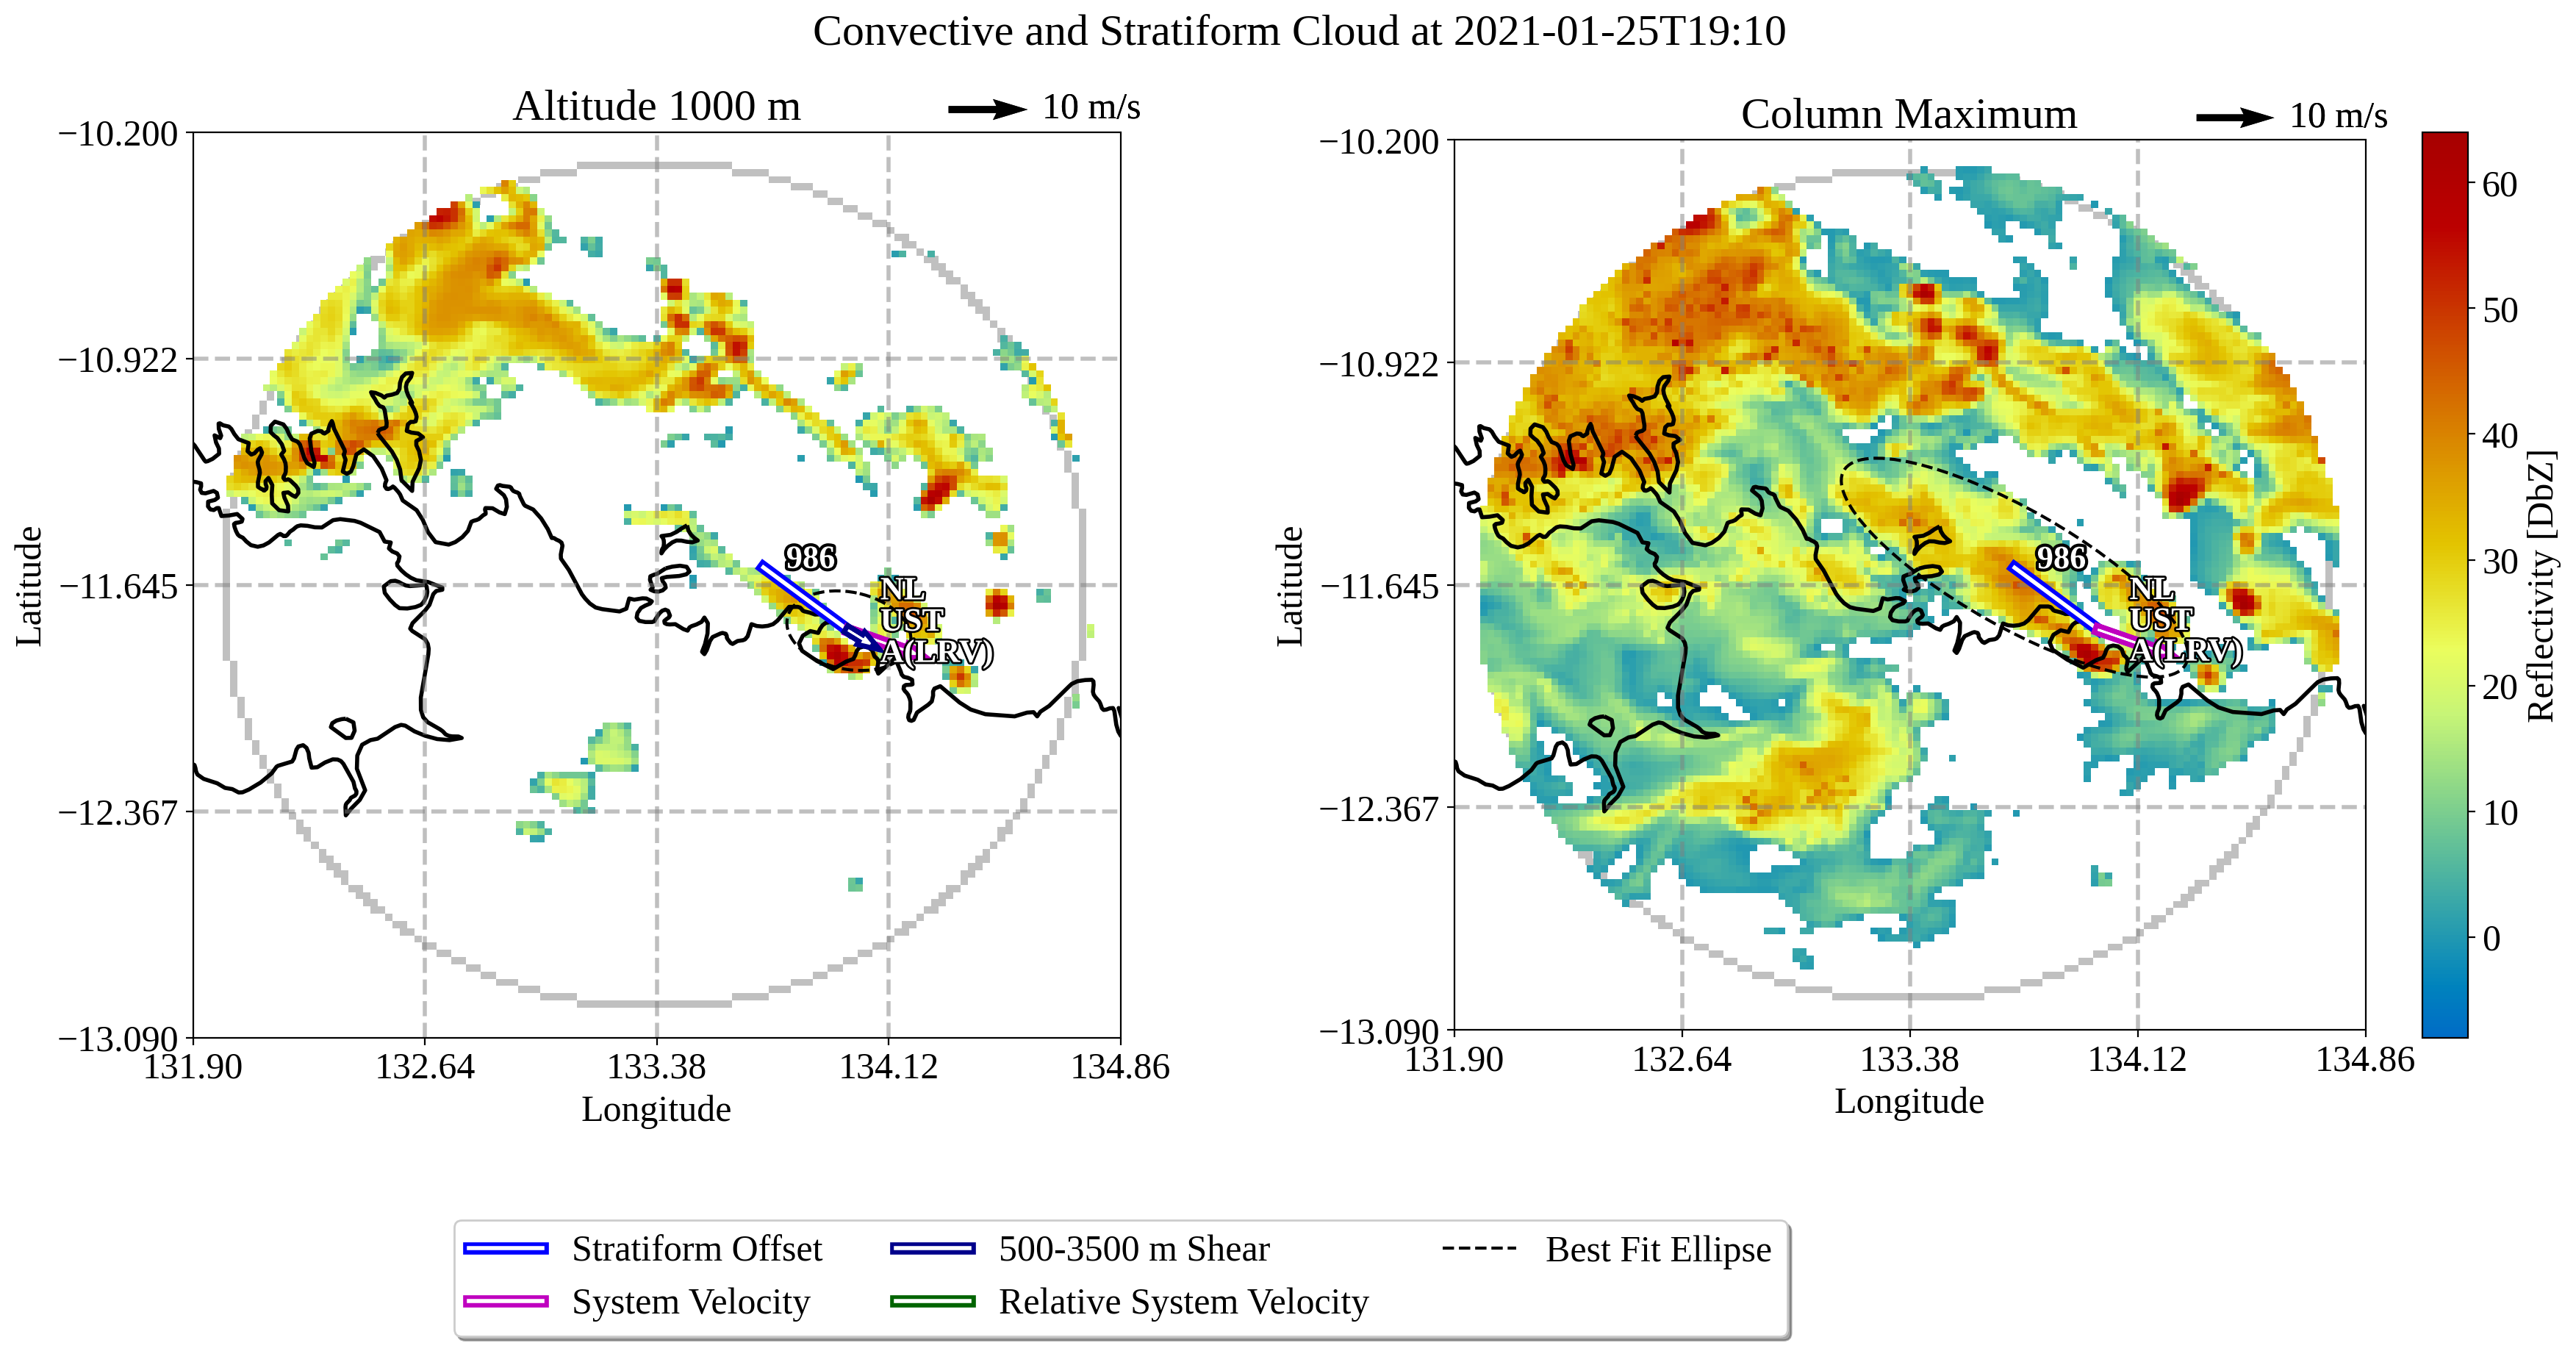 Convective and Stratiform Cloud at 2021-01-25T19:10
Altitude 1000 m
10 m/s
−10.200
−10.922
−11.645
−12.367
−13.090
131.90
132.64
133.38
134.12
134.86
Longitude
Latitude
986
NL
UST
A(LRV)
Column Maximum
10 m/s
−10.200
−10.922
−11.645
−12.367
−13.090
131.90
132.64
133.38
134.12
134.86
Longitude
Latitude
986
NL
UST
A(LRV)
60
50
40
30
20
10
0
Reflectivity [DbZ]
Stratiform Offset
System Velocity
500-3500 m Shear
Relative System Velocity
Best Fit Ellipse